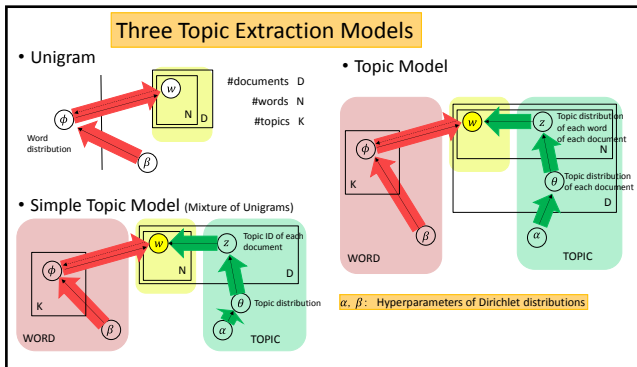 Three Topic Extraction Models
• Unigram
w
#documents D
#words N
#topics K
N
D
ϕ
Word
distribution
β
• Topic Model
w
z
Topic distribution
of each word
of each document
N
ϕ
K
θ
Topic distribution
of each document
D
β
α
WORD
TOPIC
• Simple Topic Model (Mixture of Unigrams)
w
z
Topic ID of each
document
N
D
ϕ
K
θ
Topic distribution
β
α
WORD
TOPIC
α, β: Hyperparameters of Dirichlet distributions